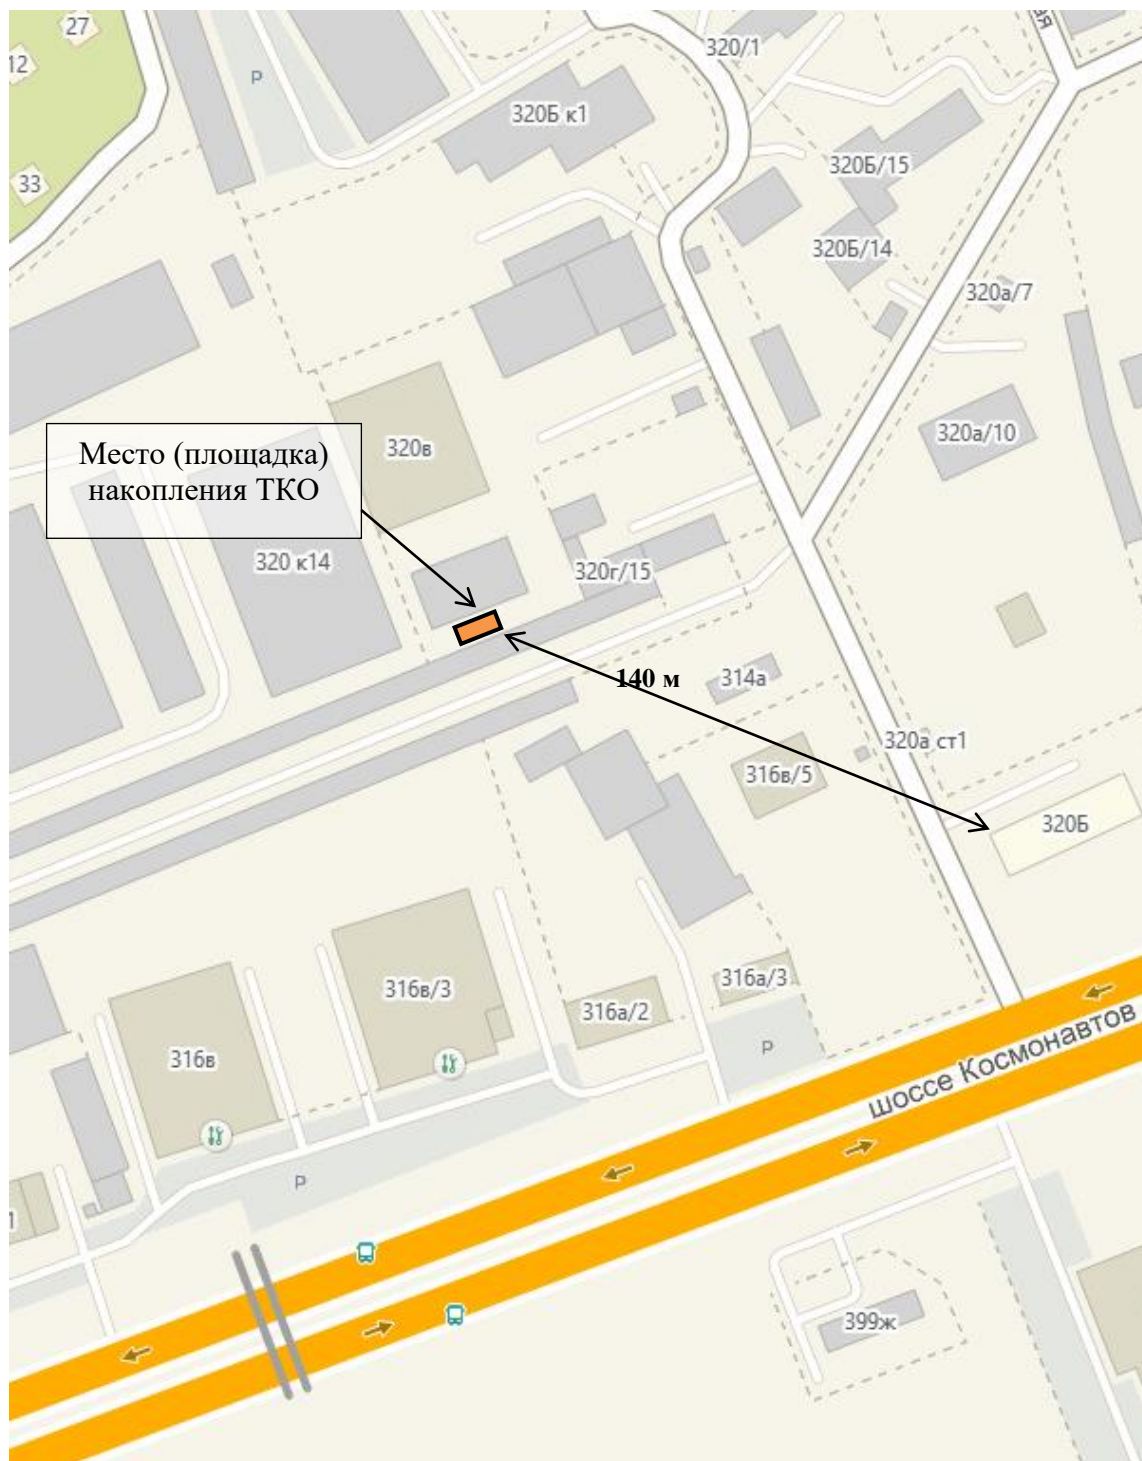 27
320/1
12
P
320Б к1
33
320Б/15
320Б/14
320а/7
320в
320а/10
Место (площадка)
накопления ТКО
320 к14
320г/15
140 м
314а
320а ст1
316в/5
320Б
316в/3
316а/3
316а/2
P
316в
шоссе Космонавтов
P
399ж